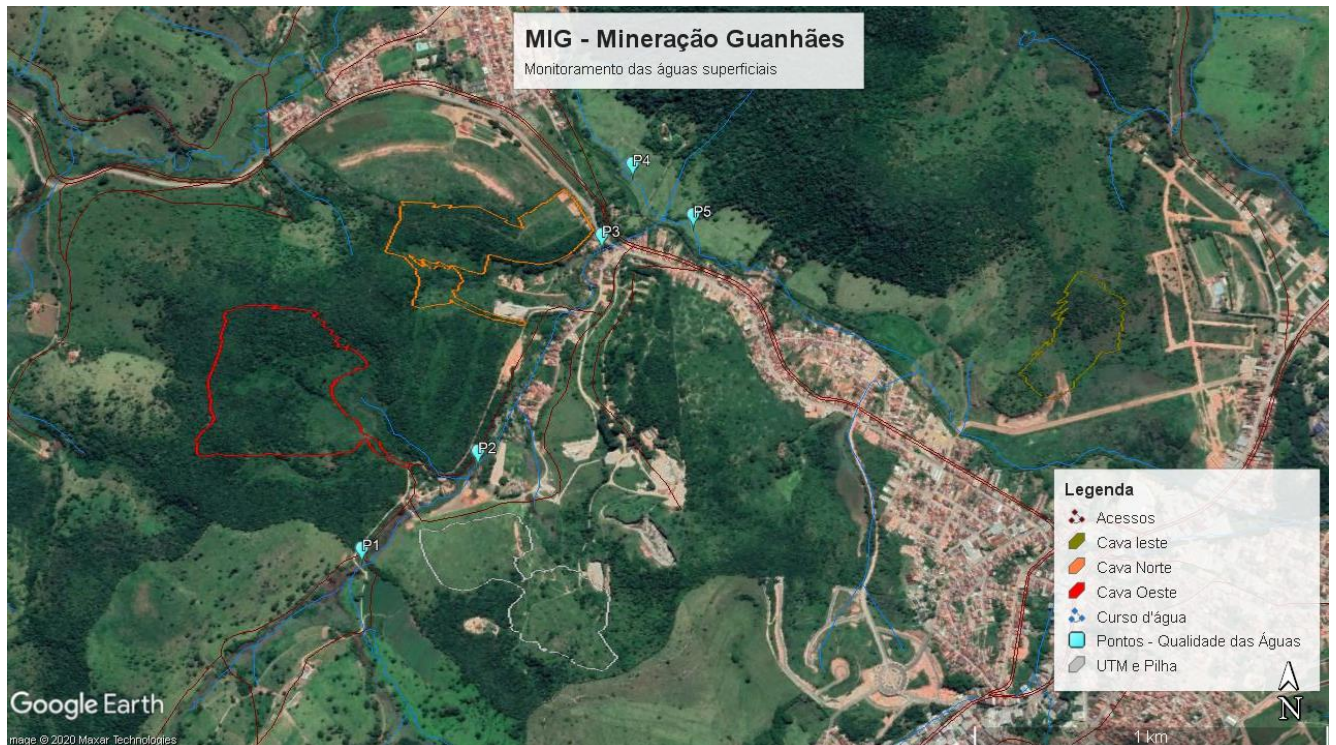 MIG - Mineração Guanhães
Monitoramento das águas superficiais
P4
P5
P3
P2
P1
Legenda
Acessos
Cava leste
Cava Norte
Cava Oeste
Curso d'água
Pontos - Qualidade das Águas
UTM e Pilha
N
1 km
Google Earth
mage © 2020 Maxar Technologies